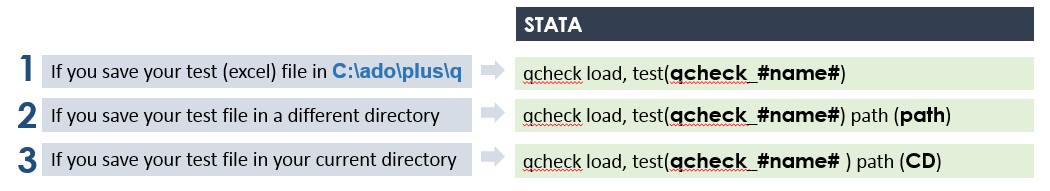 STATA
1 If you save your test (excel) file in C:\ado\plus\q qcheck load, test(qcheck_#name#)
2 If you save your test file in a different directory qcheck load, test(qcheck_#name#) path (path)
3 If you save your test file in your current directory qcheck load, test(qcheck_#name# ) path (CD)